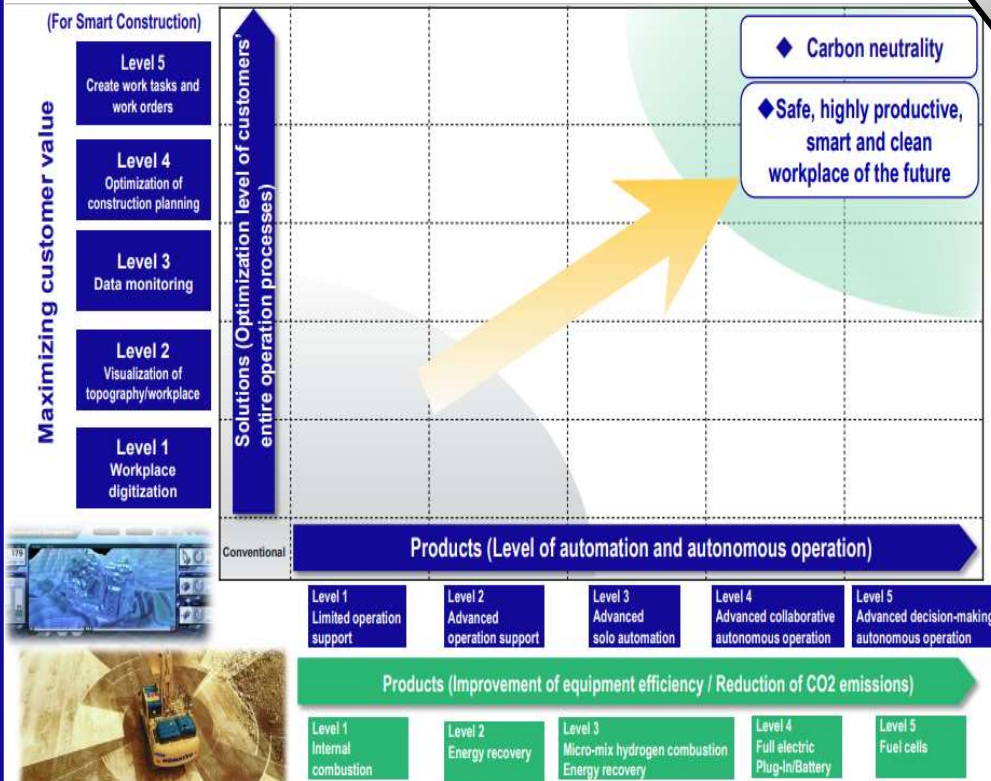 (For Smart Construction)
Maximizing customer value
Level 5
Create work tasks and
work orders
Level 4
Optimization of
construction planning
Level 3
Data monitoring
Level 2
Visualization of
topography/workplace
Level 1
Workplace
digitization
Solutions (Optimization level of customers'
entire operation processes)
◆ Carbon neutrality
◆Safe, highly productive,
smart and clean
workplace of the future
Conventional
Products (Level of automation and autonomous operation)
Level 1
Limited operation
support
Level 2
Advanced
operation support
Level 3
Advanced
solo automation
Level 4
Advanced collaborative
autonomous operation
Level 5
Advanced decision-making
autonomous operation
Products (Improvement of equipment efficiency / Reduction of CO2 emissions)
Level 1
Internal
combustion
Level 2
Energy recovery
Level 3
Micro-mix hydrogen combustion
Energy recovery
Level 4
Full electric
Plug-In/Battery
Level 5
Fuel cells
179
KOMATSU